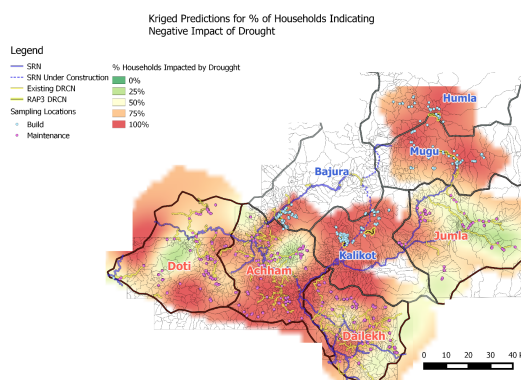 Kriged Predictions for % of Households Indicating
Negative Impact of Drought
Legend
SRN
SRN Under Construction
Existing DRCN
RAP3 DRCN
Sampling Locations
Build
Maintenance
% Households Impacted by Drougght
0%
25%
50%
75%
100%
Humla
Mugu
Bajura
Jumla
Kalikot
Doti
Achham
Dailekh
0 10 20 30 40 k